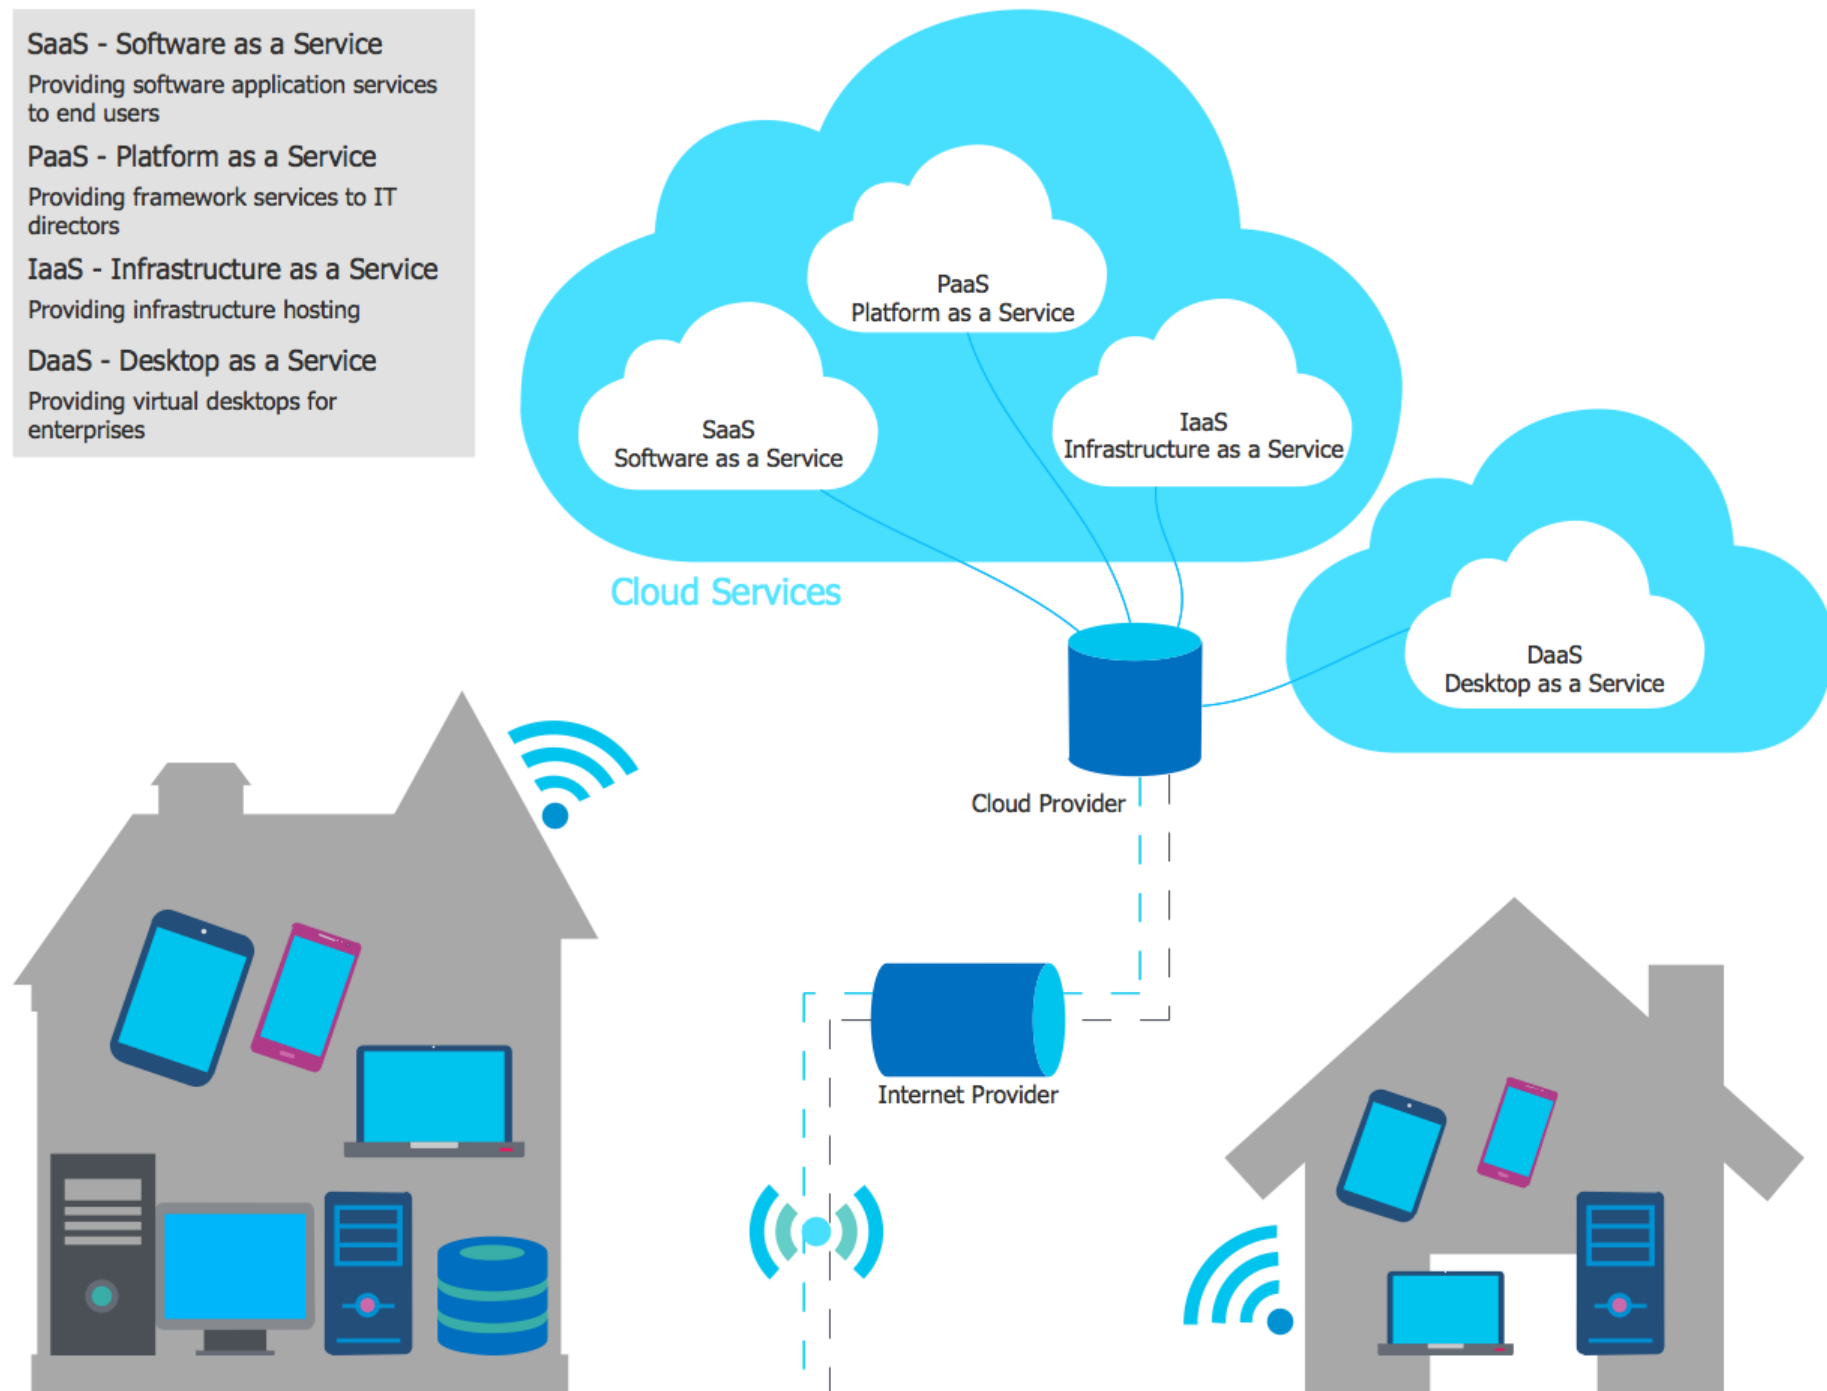 SaaS - Software as a Service
Providing software application services
to end users
PaaS - Platform as a Service
Providing framework services to IT
directors
IaaS - Infrastructure as a Service
Providing infrastructure hosting
DaaS - Desktop as a Service
Providing virtual desktops for
enterprises
PaaS
Platform as a Service
SaaS
Software as a Service
IaaS
Infrastructure as a Service
Cloud Services
DaaS
Desktop as a Service
Cloud Provider
Internet Provider